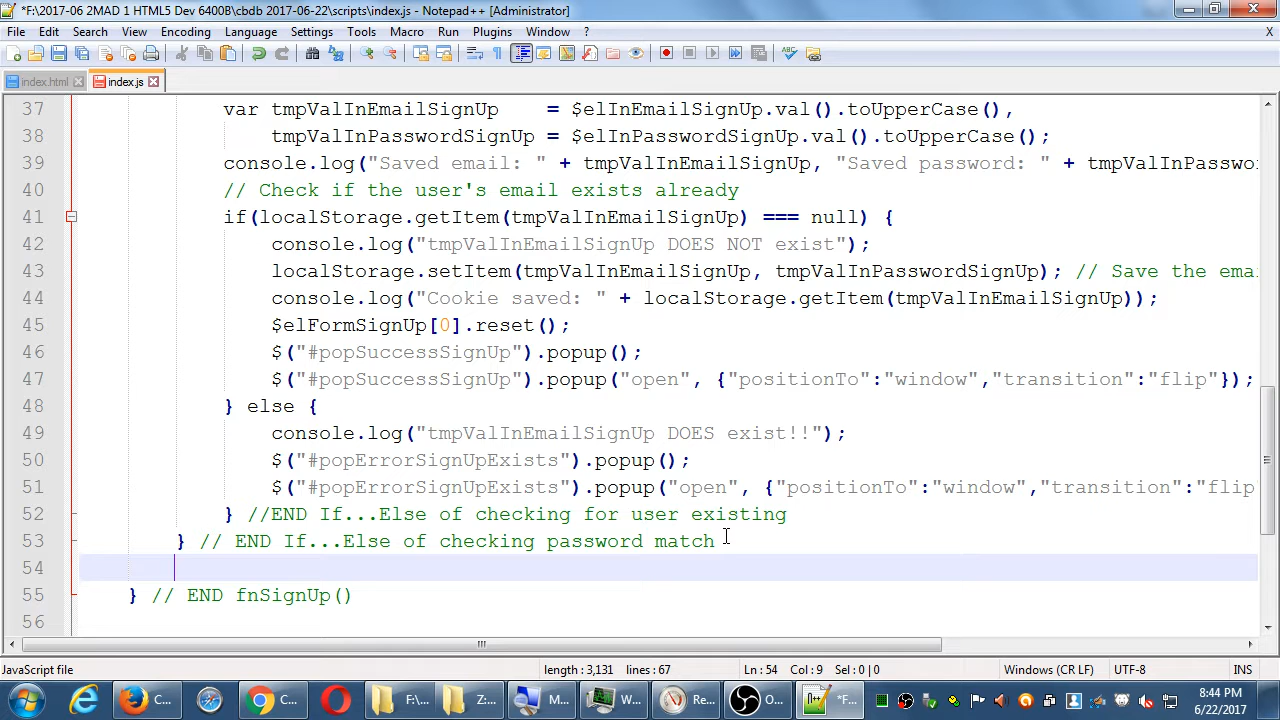 *F:\2017-06 2MAD 1 HTML5 Dev 6400B\cbdb 2017-06-22\scripts\index.js - Notepad++ [Administrator]
File Edit Search View Encoding Language Settings Tools Macro Run Plugins Window ? X
index.html index.js
37 var tmpValInEmailSignUp = $elInEmailSignUp.val().toUpperCase(),
38 tmpValInPasswordSignUp = $elInPasswordSignUp.val().toUpperCase();
39 console.log("Saved email: " + tmpValInEmailSignUp, "Saved password: " + tmpValInPasswo
40 // Check if the user's email exists already
41 if(localStorage.getItem(tmpValInEmailSignUp) === null) {
42 console.log("tmpValInEmailSignUp DOES NOT exist");
43 localStorage.setItem(tmpValInEmailSignUp, tmpValInPasswordSignUp); // Save the ema
44 console.log("Cookie saved: " + localStorage.getItem(tmpValInEmailSignUp));
45 $elFormSignUp[0].reset();
46 $("#popSuccessSignUp").popup();
47 $("#popSuccessSignUp").popup("open", {"positionTo":"window","transition":"flip"});
48 } else {
49 console.log("tmpValInEmailSignUp DOES exist!!");
50 $("#popErrorSignUpExists").popup();
51 $("#popErrorSignUpExists").popup("open", {"positionTo":"window","transition":"flip
52 } //END If...Else of checking for user existing
53 } // END If...Else of checking password match
54
55 } // END fnSignUp()
56
JavaScript file length : 3,131 lines : 67 Ln : 54 Col : 9 Sel : 0 | 0 Windows (CR LF) UTF-8 INS
C... C... F:\... Z:... M... W... Re... O... *F... 8:44 PM
6/22/2017